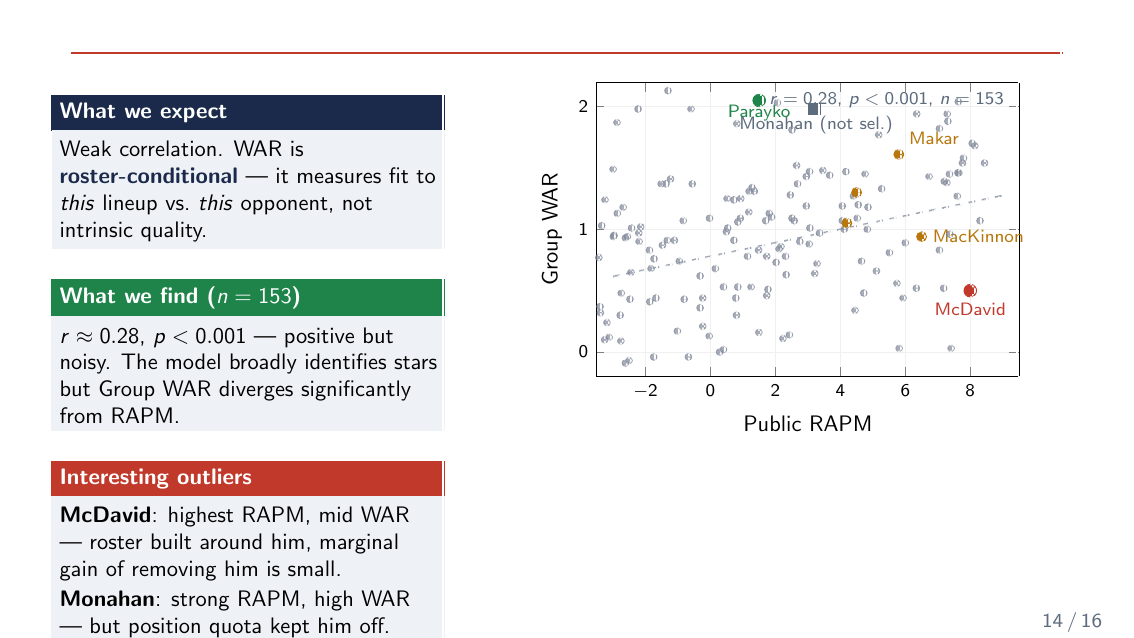 What we expect
Weak correlation. WAR is
roster-conditional — it measures fit to
this lineup vs. this opponent, not
intrinsic quality.
What we find (n = 153)
r ≈ 0.28, p < 0.001 — positive but
noisy. The model broadly identifies stars
but Group WAR diverges significantly
from RAPM.
Interesting outliers
McDavid: highest RAPM, mid WAR
— roster built around him, marginal
gain of removing him is small.
Monahan: strong RAPM, high WAR
— but position quota kept him off.
r = 0.28, p < 0.001, n = 153
Parayko
Monahan (not sel.)
Makar
MacKinnon
McDavid
2
1
0
Group WAR
−2 0 2 4 6 8
Public RAPM
14 / 16